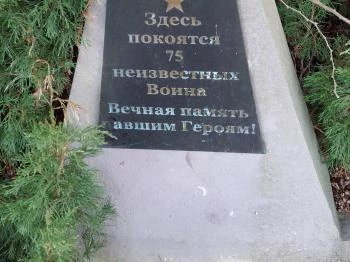 Здесь
покоятся
75
неизвестных
Воина
Вечная память
авшим Героям!